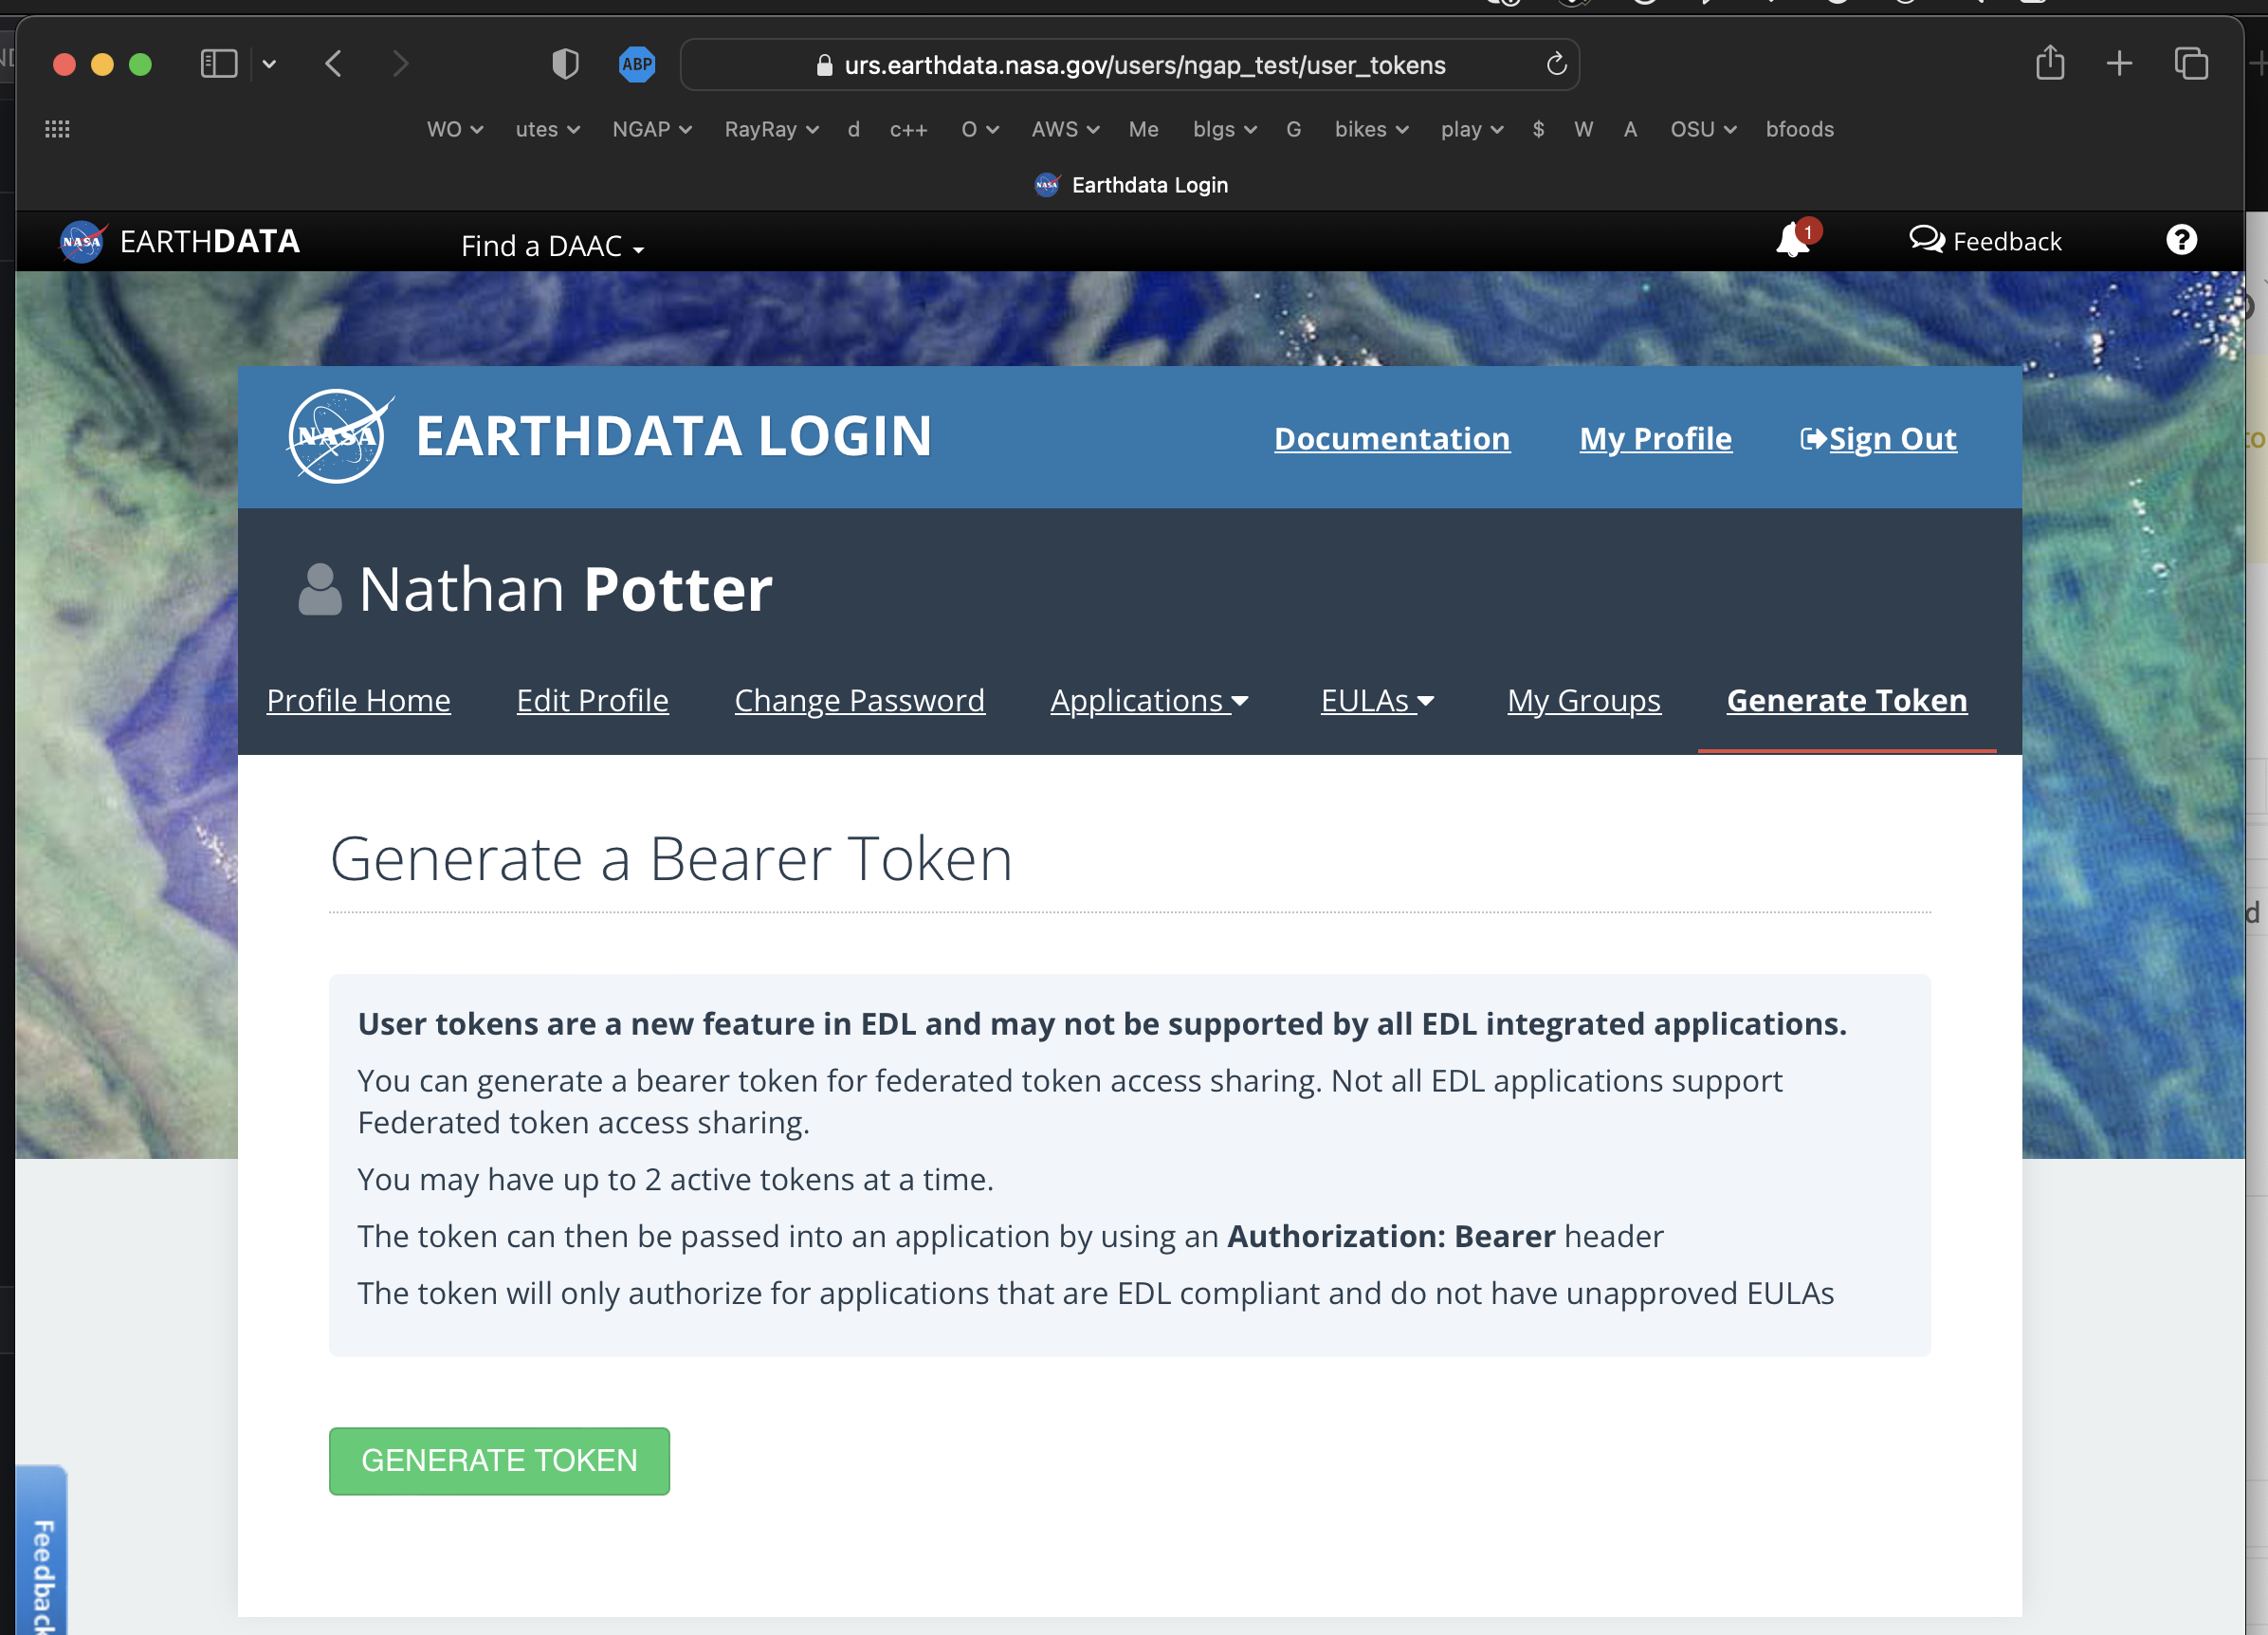 ABP
urs.earthdata.nasa.gov/users/ngap_test/user_tokens
WO utes NGAP RayRay d c++ O AWS Me blgs G bikes play $ W A OSU bfoods
NASA Earthdata Login
NASA EARTHDATA Find a DAAC 1 Feedback ?
NASA EARTHDATA LOGIN Documentation My Profile Sign Out
Nathan Potter
Profile Home Edit Profile Change Password Applications EULAs My Groups Generate Token
Generate a Bearer Token
User tokens are a new feature in EDL and may not be supported by all EDL integrated applications.
You can generate a bearer token for federated token access sharing. Not all EDL applications support
Federated token access sharing.
You may have up to 2 active tokens at a time.
The token can then be passed into an application by using an Authorization: Bearer header
The token will only authorize for applications that are EDL compliant and do not have unapproved EULAs
GENERATE TOKEN
Feedback